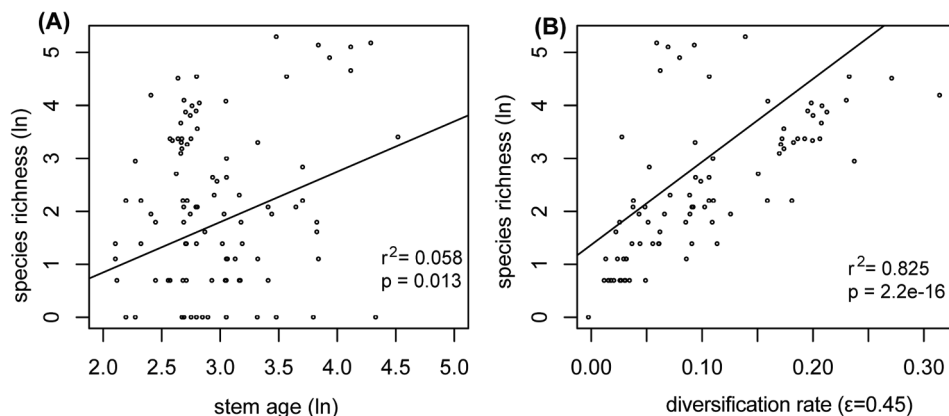 (A)
species richness (ln)
5
4
3
2
1
0
r²= 0.058
p = 0.013
2.0 2.5 3.0 3.5 4.0 4.5 5.0
stem age (ln)
(B)
species richness (ln)
5
4
3
2
1
0
r²= 0.825
p = 2.2e-16
0.00 0.10 0.20 0.30
diversification rate (ε=0.45)